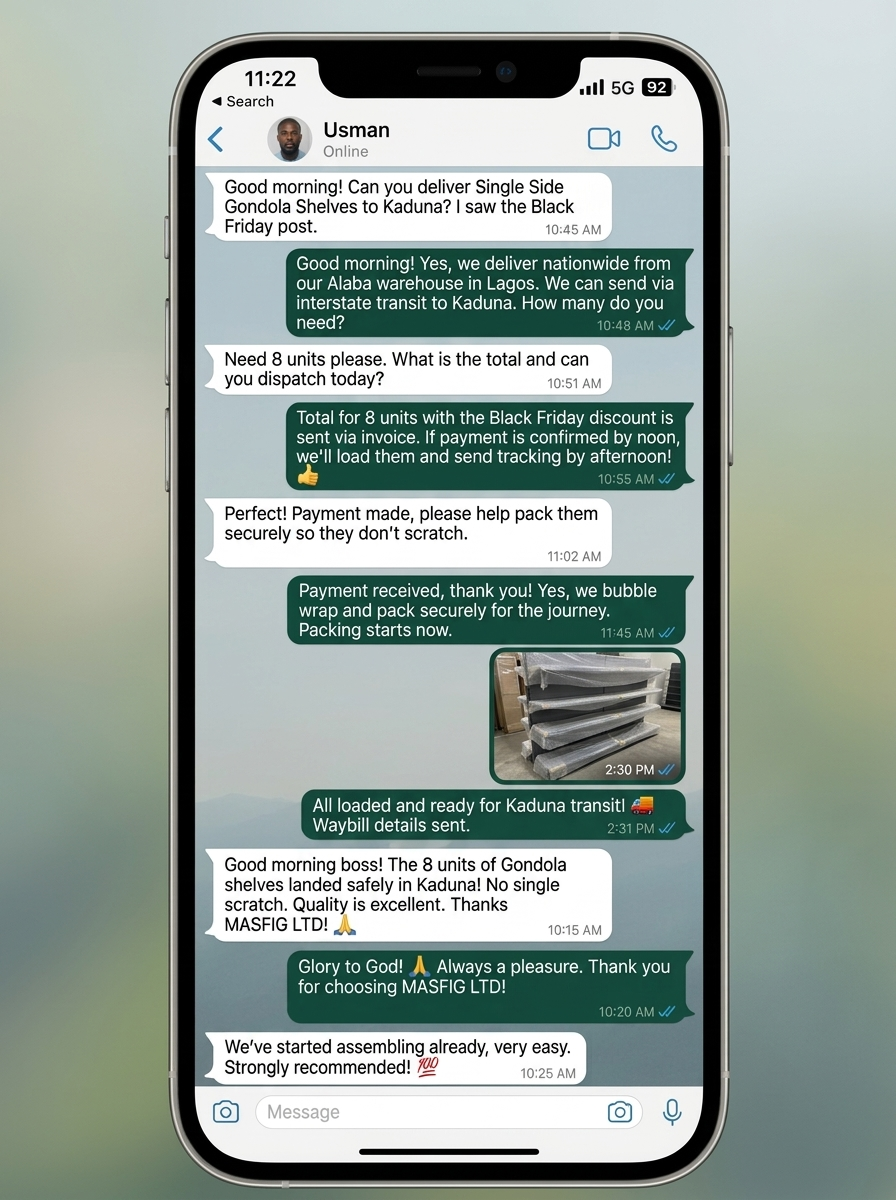 11:22
5G 92
◀ Search
Usman
Online
Good morning! Can you deliver Single Side
Gondola Shelves to Kaduna? I saw the Black
Friday post.
10:45 AM
Good morning! Yes, we deliver nationwide from
our Alaba warehouse in Lagos. We can send via
interstate transit to Kaduna. How many do you
need?
10:48 AM
Need 8 units please. What is the total and can
you dispatch today?
10:51 AM
Total for 8 units with the Black Friday discount is
sent via invoice. If payment is confirmed by noon,
we'll load them and send tracking by afternoon!
👍
10:55 AM
Perfect! Payment made, please help pack them
securely so they don't scratch.
11:02 AM
Payment received, thank you! Yes, we bubble
wrap and pack securely for the journey.
Packing starts now.
11:45 AM
2:30 PM
All loaded and ready for Kaduna transit! 🚚
Waybill details sent.
2:31 PM
Good morning boss! The 8 units of Gondola
shelves landed safely in Kaduna! No single
scratch. Quality is excellent. Thanks
MASFIG LTD! 🙏
10:15 AM
Glory to God! 🙏 Always a pleasure. Thank you
for choosing MASFIG LTD!
10:20 AM
We've started assembling already, very easy.
Strongly recommended! 💯
10:25 AM
Message